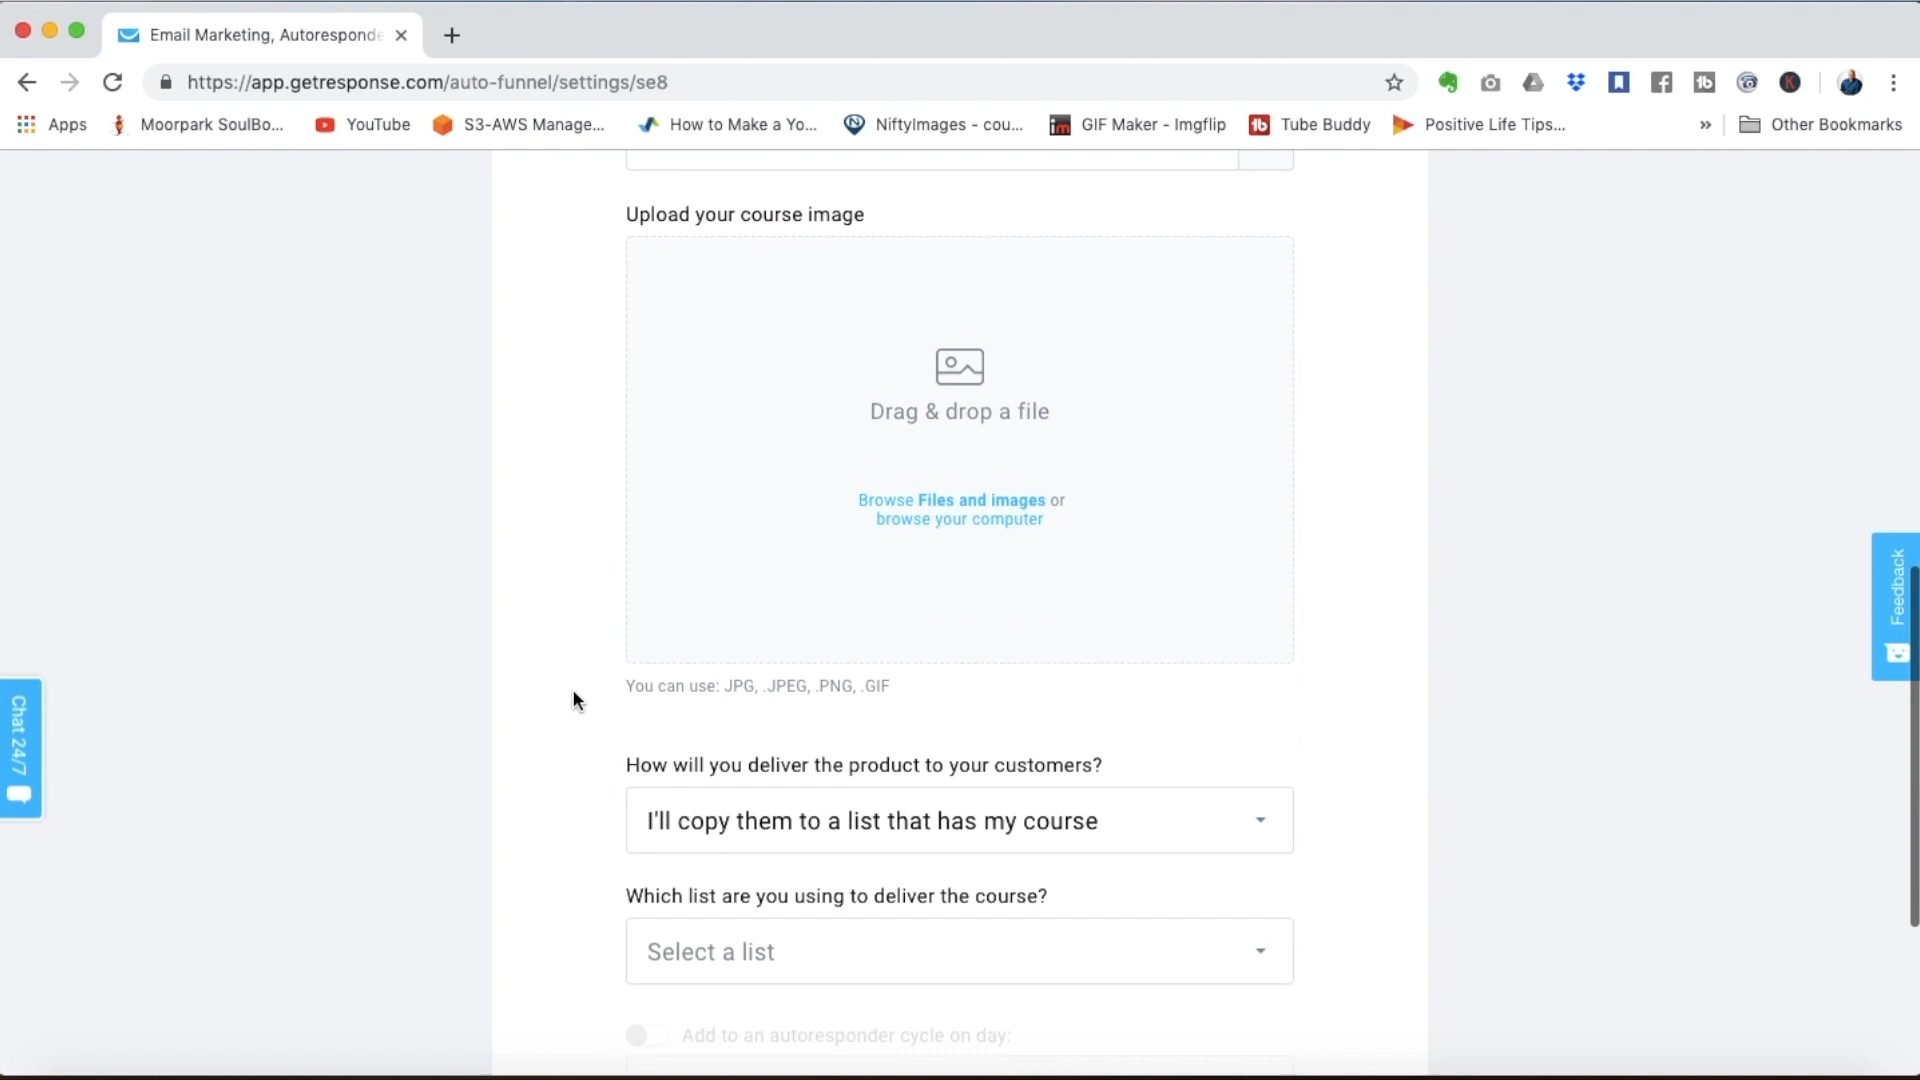 Email Marketing, Autoresponde
https://app.getresponse.com/auto-funnel/settings/se8
Apps
Moorpark SoulBo...
YouTube
S3-AWS Manage...
How to Make a Yo...
NiftyImages - cou...
GIF Maker - Imgflip
Tube Buddy
Positive Life Tips...
»
Other Bookmarks
Upload your course image
Drag & drop a file
Browse Files and images or
browse your computer
You can use: JPG, .JPEG, .PNG, .GIF
Feedback
Chat 24/7
How will you deliver the product to your customers?
I'll copy them to a list that has my course
Which list are you using to deliver the course?
Select a list
Add to an autoresponder cycle on day: